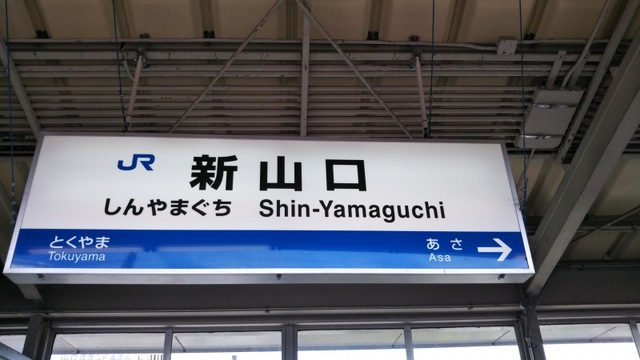 JR 新山口
しんやまぐち Shin-Yamaguchi
とくやま あさ →
Tokuyama Asa